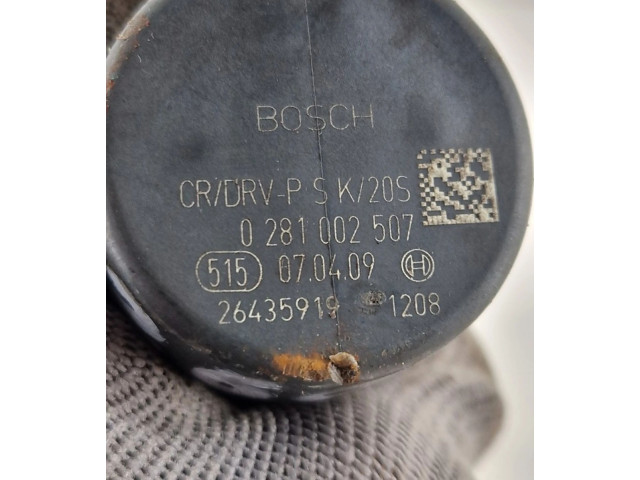 BOSCH
CR/DRV-P S K/20S
0 281 002 507
515 07.04.09
26435919 1208